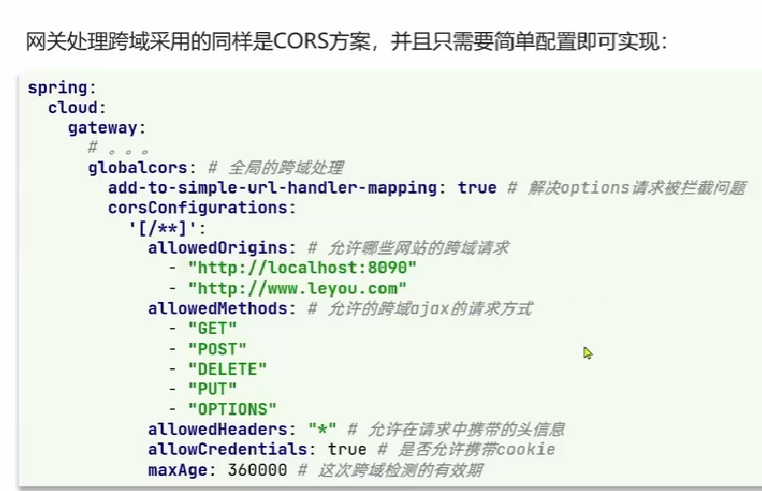 网关处理跨域采用的同样是CORS方案，并且只需要简单配置即可实现：
spring:
  cloud:
    gateway:
      # 。。。
      globalcors: # 全局的跨域处理
        add-to-simple-url-handler-mapping: true # 解决options请求被拦截问题
        corsConfigurations:
          '[/**]':
            allowedOrigins: # 允许哪些网站的跨域请求
              - "http://localhost:8090"
              - "http://www.leyou.com"
            allowedMethods: # 允许的跨域ajax的请求方式
              - "GET"
              - "POST"
              - "DELETE"
              - "PUT"
              - "OPTIONS"
            allowedHeaders: "*" # 允许在请求中携带的头信息
            allowCredentials: true # 是否允许携带cookie
            maxAge: 360000 # 这次跨域检测的有效期